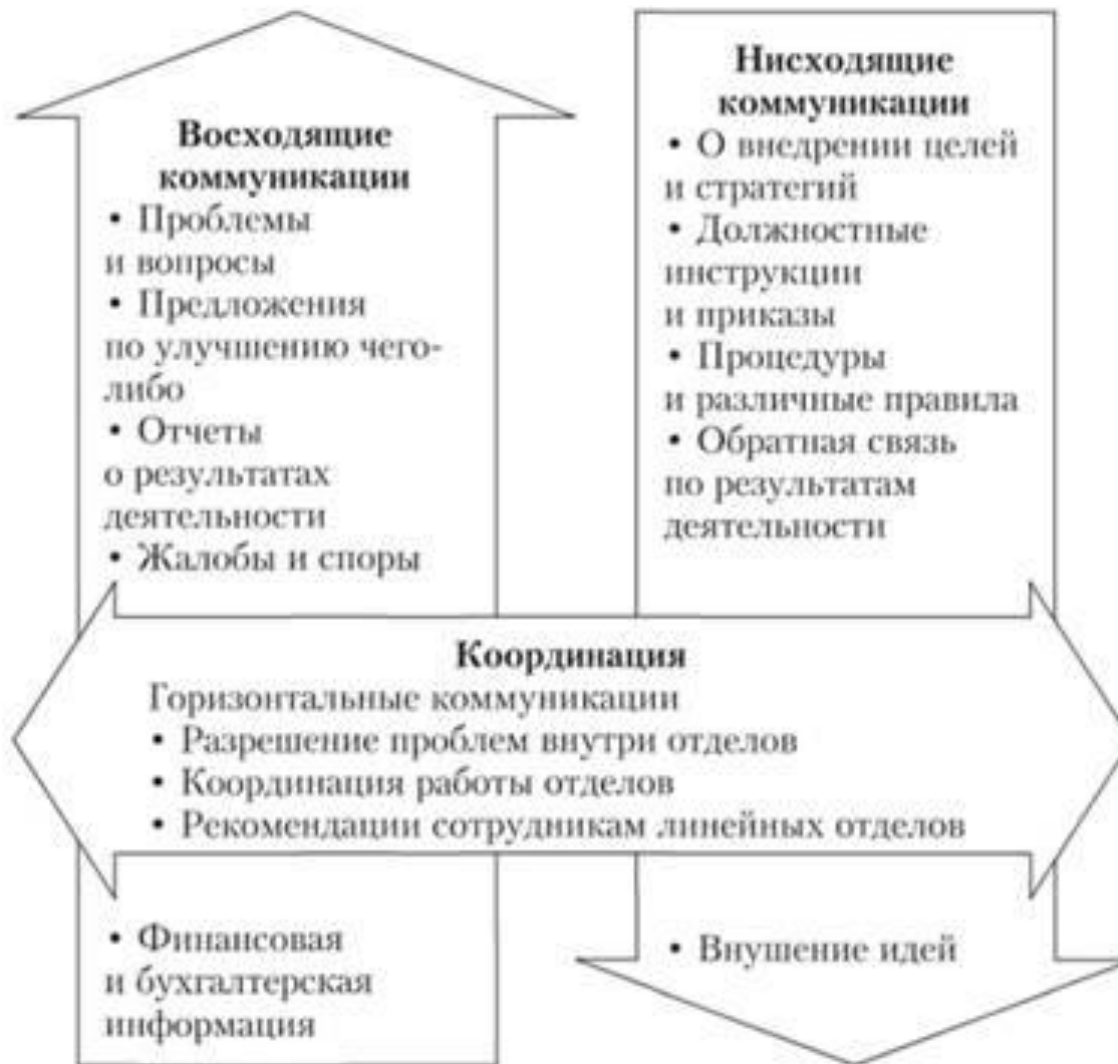 Восходящие
коммуникации
• Проблемы
и вопросы
• Предложения
по улучшению чего-
либо
• Отчеты
о результатах
деятельности
• Жалобы и споры
Нисходящие
коммуникации
• О внедрении целей
и стратегий
• Должностные
инструкции
и приказы
• Процедуры
и различные правила
• Обратная связь
по результатам
деятельности
Координация
Горизонтальные коммуникации
• Разрешение проблем внутри отделов
• Координация работы отделов
• Рекомендации сотрудникам линейных отделов
• Финансовая
и бухгалтерская
информация
• Внушение идей